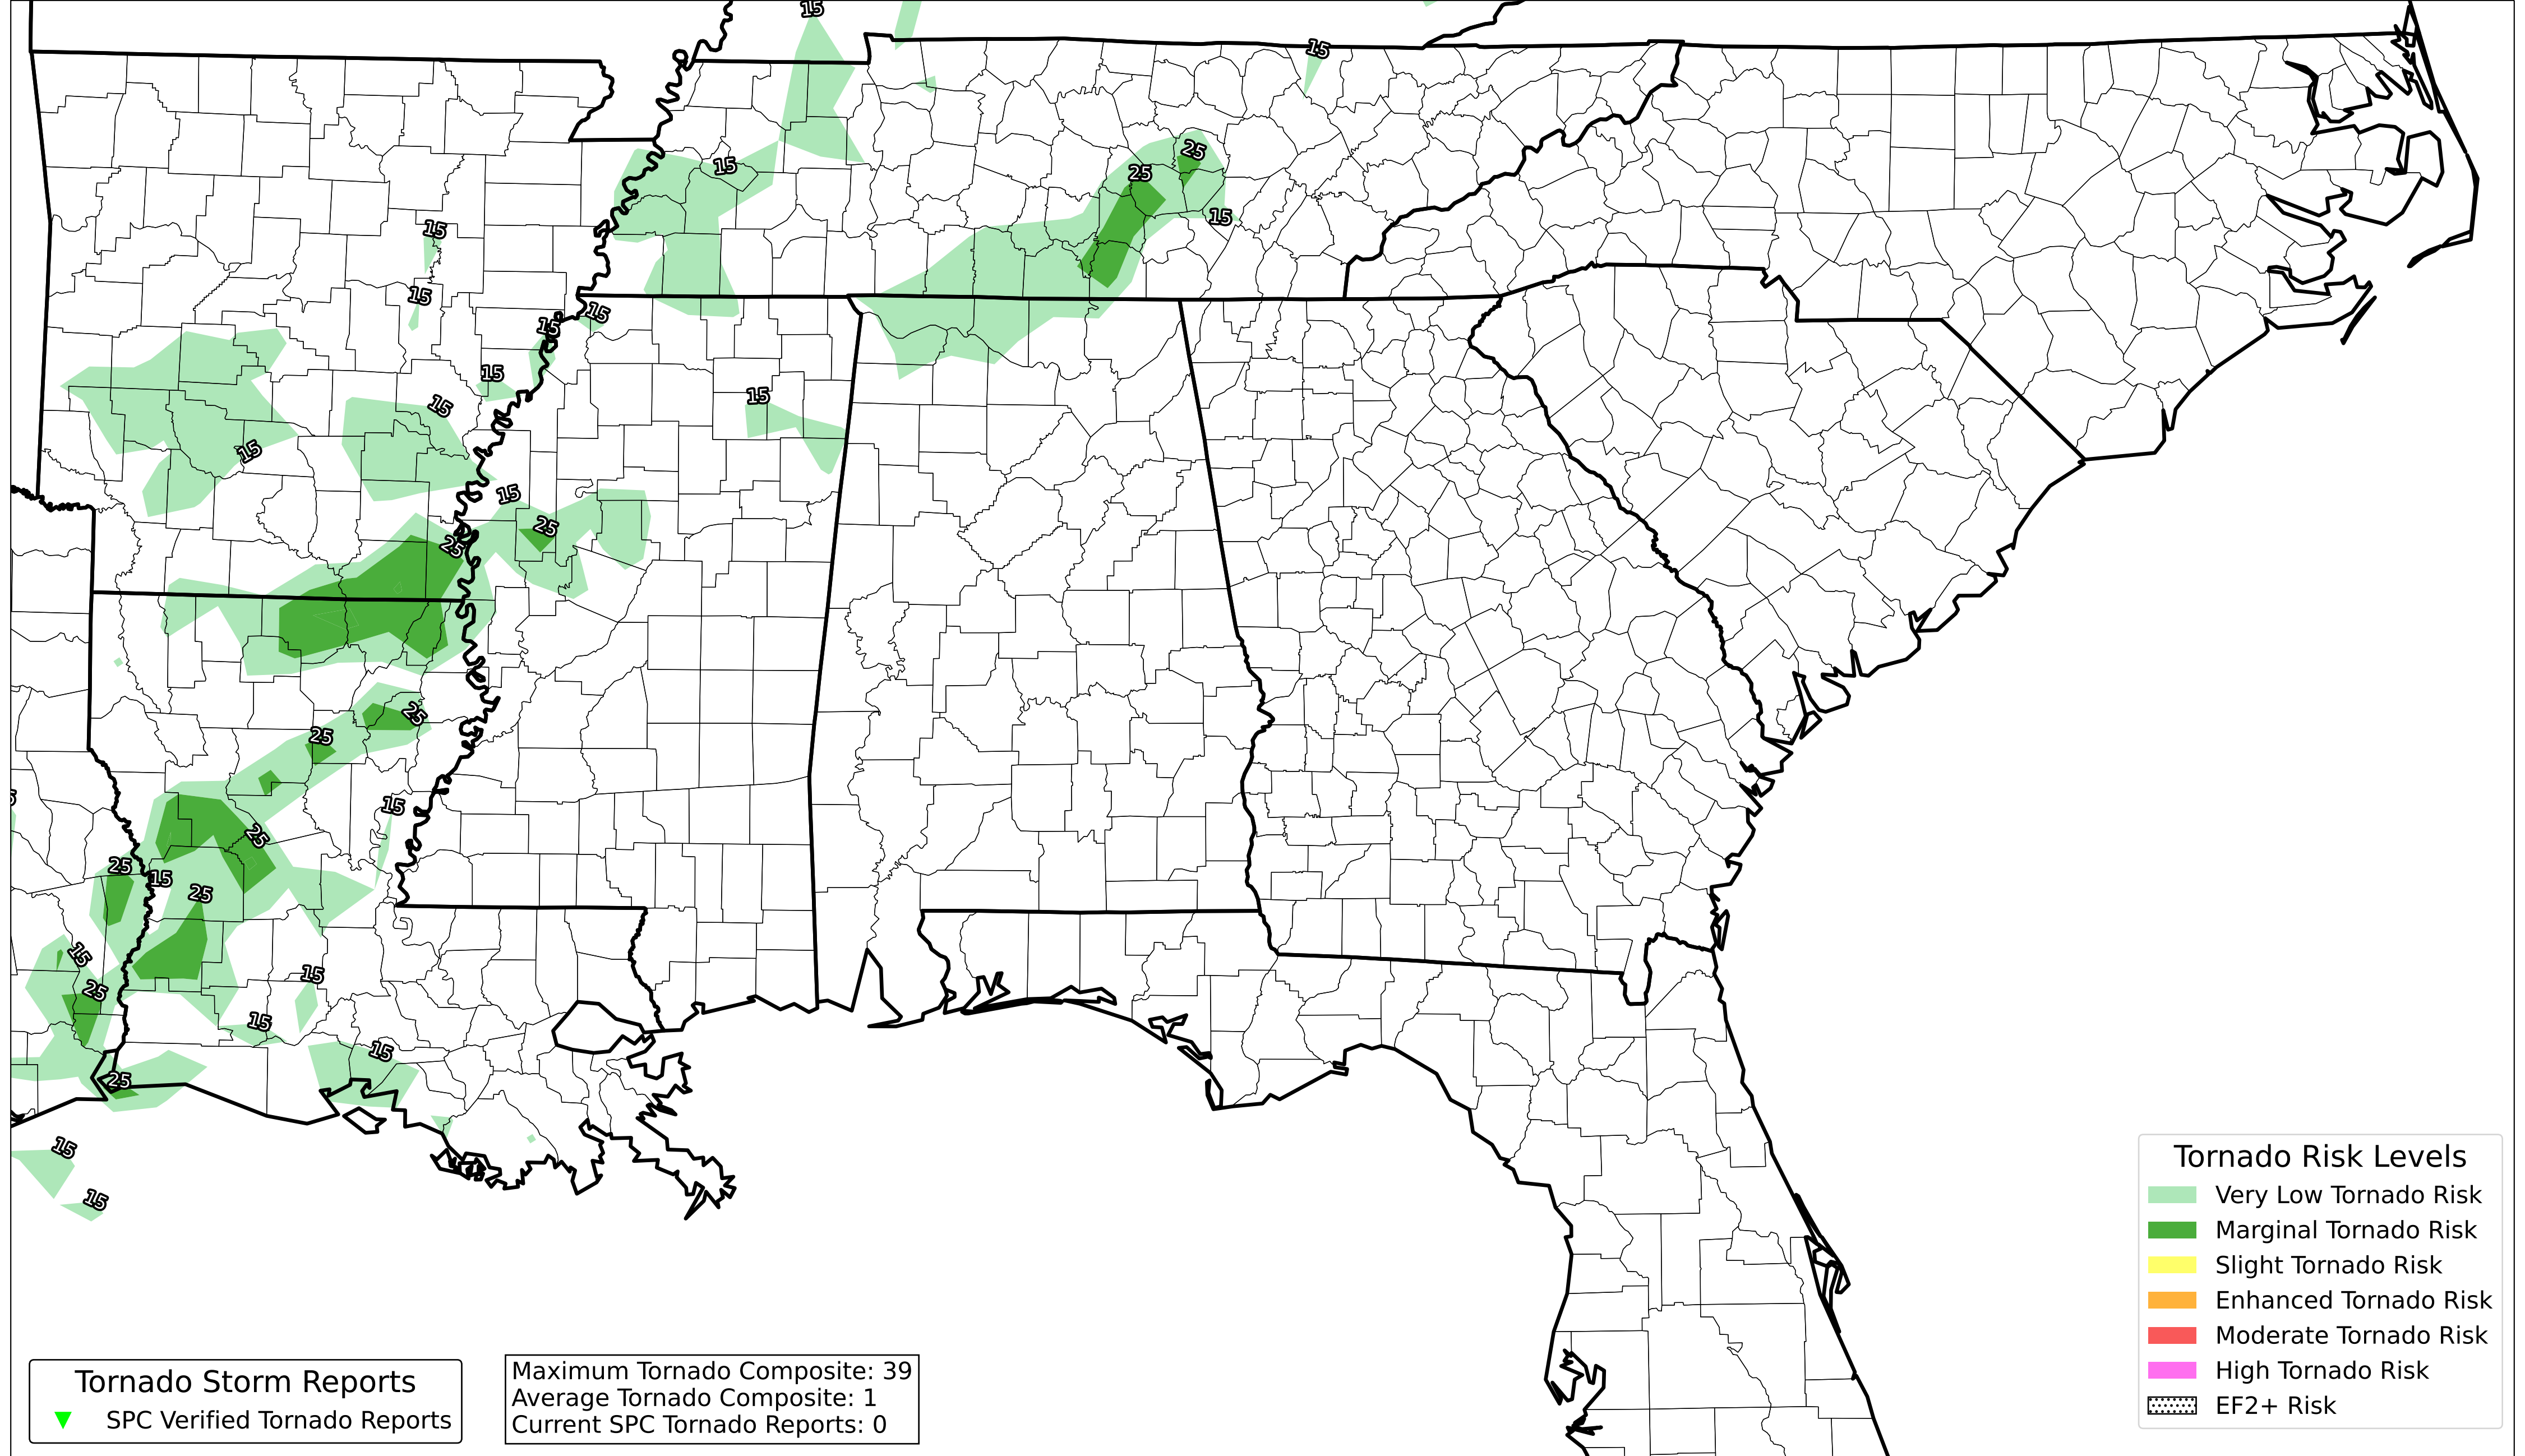 15
15
15
25
25
15
15
15
15
15
15
15
15
15
15
25
25
25
25
15
25
25
15
25
15
25
15
15
15
25
15
15
Tornado Risk Levels
Very Low Tornado Risk
Marginal Tornado Risk
Slight Tornado Risk
Enhanced Tornado Risk
Moderate Tornado Risk
High Tornado Risk
EF2+ Risk
Tornado Storm Reports
SPC Verified Tornado Reports
Maximum Tornado Composite: 39
Average Tornado Composite: 1
Current SPC Tornado Reports: 0